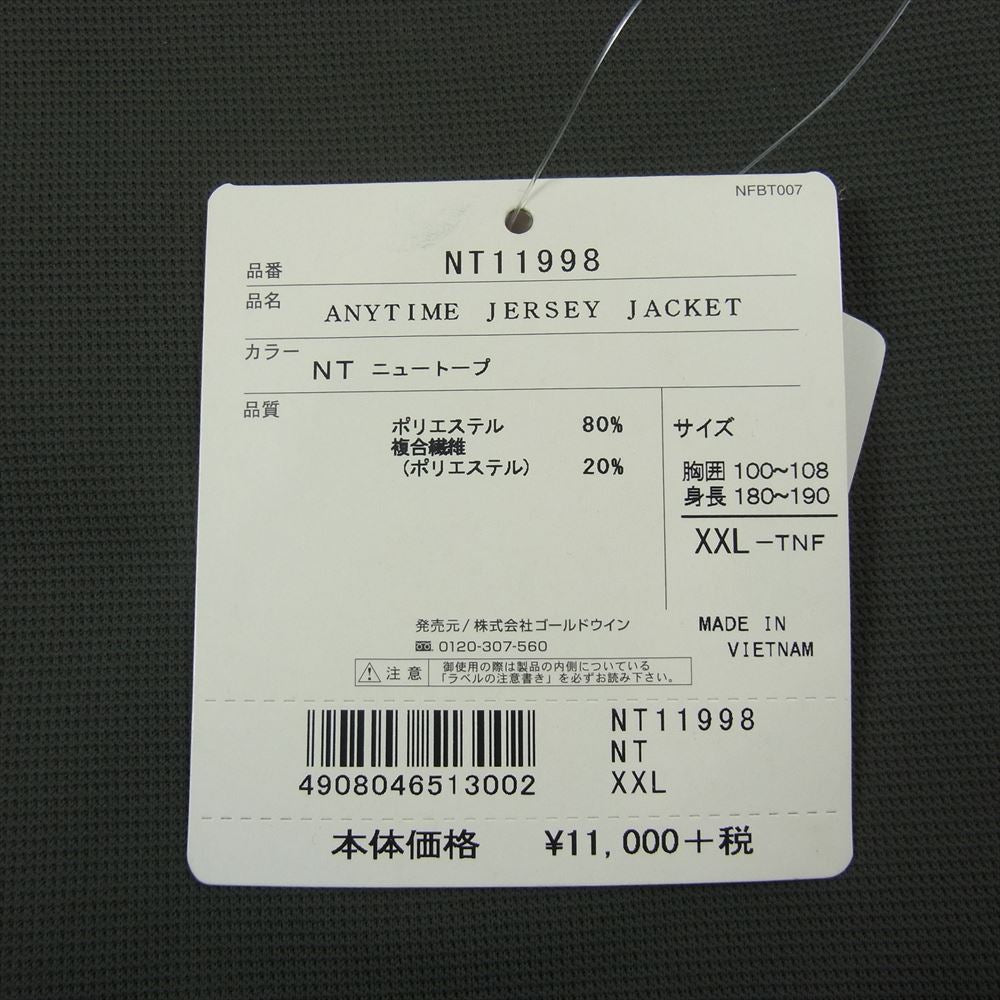 NFBT007
品番 NT11998
品名 ANYTIME JERSEY JACKET
カラー NT ニュートープ
品質
ポリエステル 80%
複合繊維
(ポリエステル) 20%
サイズ
胸囲 100~108
身長 180~190
XXL-TNF
MADE IN
VIETNAM
発売元/株式会社ゴールドウイン
0120-307-560
注意
御使用の際は製品の内側についている
「ラベルの注意書き」を必ずお読み下さい。
4908046513002
NT11998
NT
XXL
本体価格 ¥11,000+税